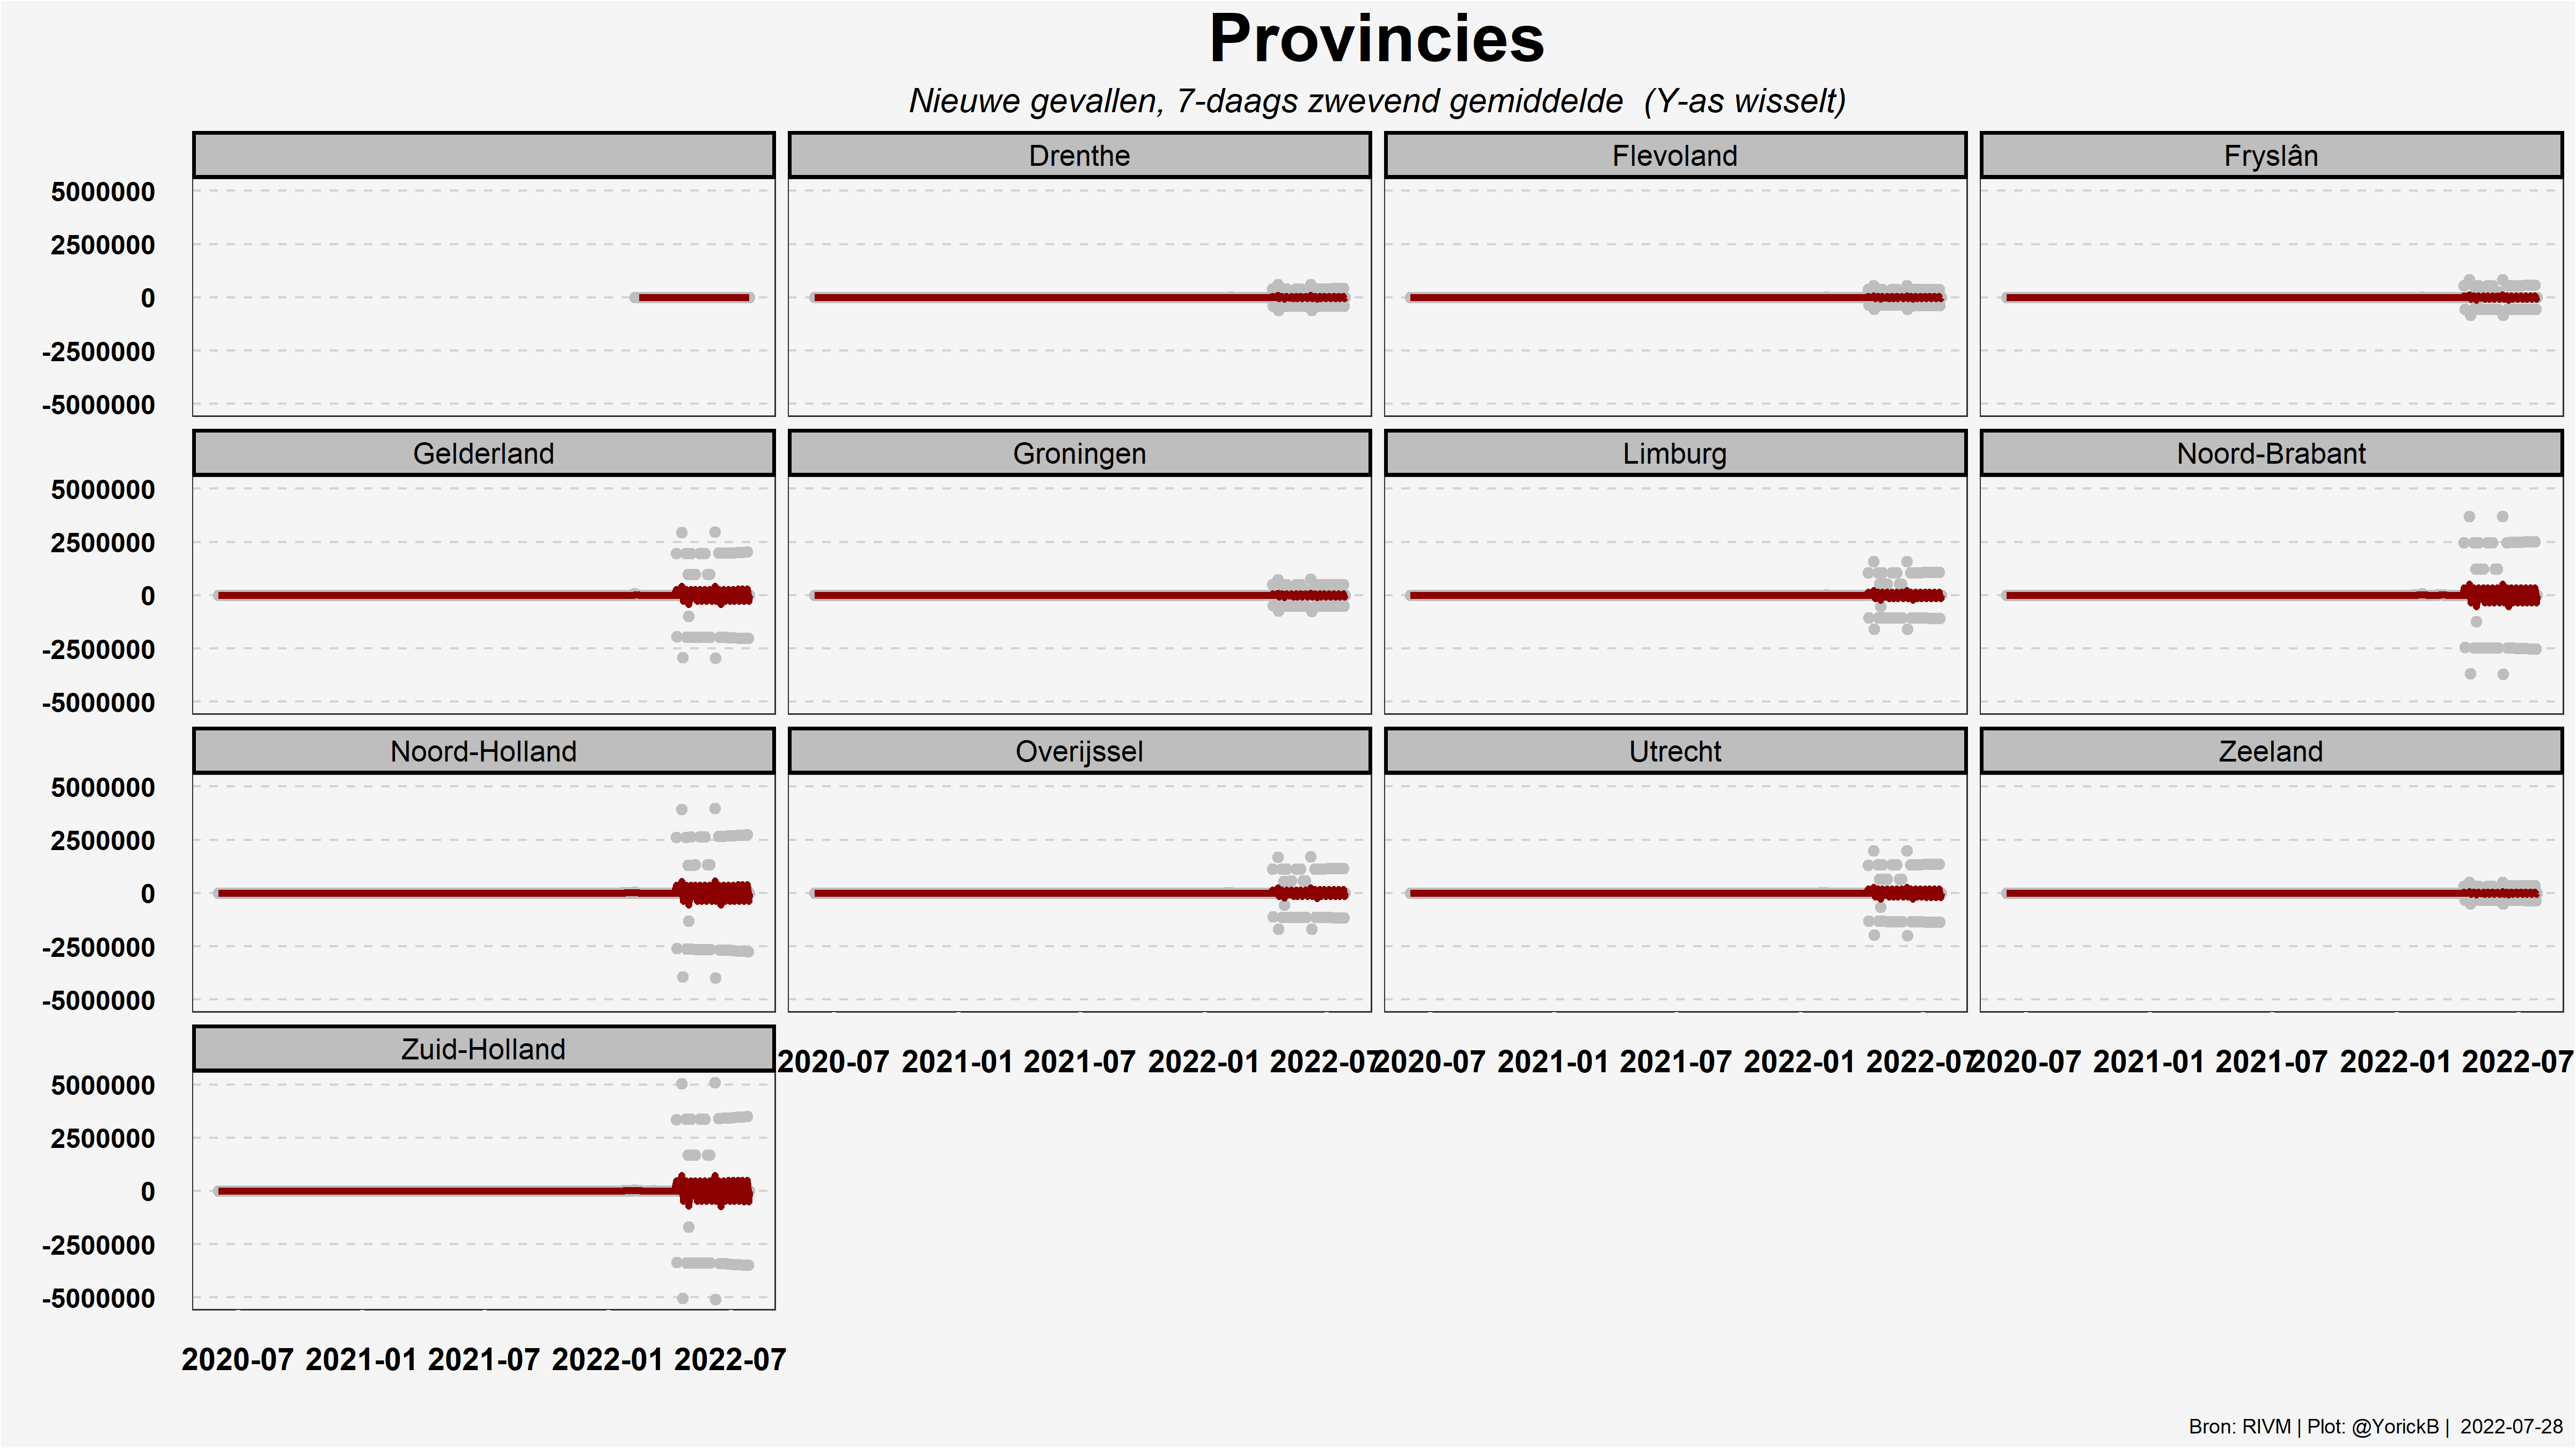 Provincies
Nieuwe gevallen, 7-daags zwevend gemiddelde  (Y-as wisselt)
Drenthe
Flevoland
Fryslân
5000000
2500000
0
-2500000
-5000000
Gelderland
Groningen
Limburg
Noord-Brabant
5000000
2500000
0
-2500000
-5000000
Noord-Holland
Overijssel
Utrecht
Zeeland
5000000
2500000
0
-2500000
-5000000
Zuid-Holland
2020-07 2021-01 2021-07 2022-01 2022-07
2020-07 2021-01 2021-07 2022-01 2022-07
2020-07 2021-01 2021-07 2022-01 2022-07
5000000
2500000
0
-2500000
-5000000
2020-07 2021-01 2021-07 2022-01 2022-07
Bron: RIVM | Plot: @YorickB |  2022-07-28